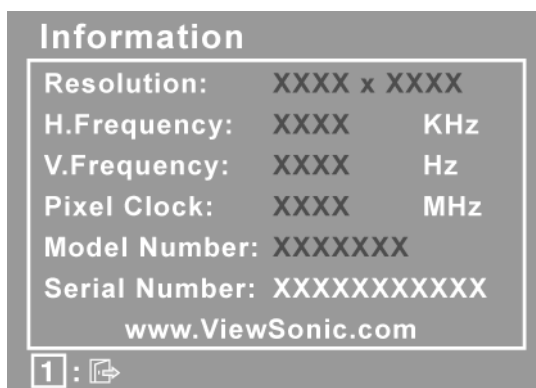 Information
Resolution: XXXX x XXXX
H.Frequency: XXXX KHz
V.Frequency: XXXX Hz
Pixel Clock: XXXX MHz
Model Number: XXXXXXX
Serial Number: XXXXXXXXXXX
www.ViewSonic.com
1 :